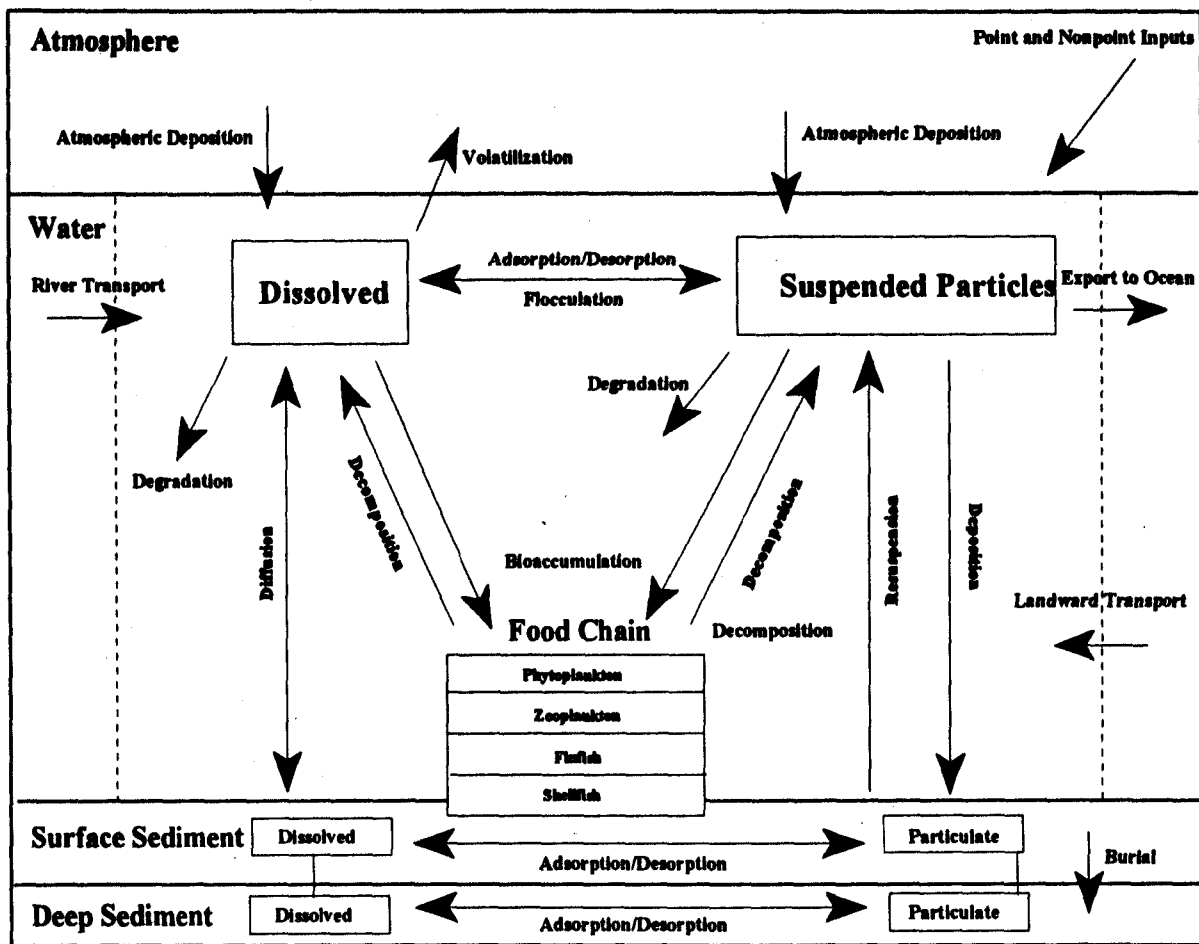 Atmosphere
Point and Nonpoint Inputs
Atmospheric Deposition
Volatilization
Atmospheric Deposition
Water
River Transport
Dissolved
Adsorption/Desorption
Flocculation
Suspended Particles
Export to Ocean
Degradation
Degradation
Diffusion
Decomposition
Bioaccumulation
Decomposition
Resuspension
Deposition
Landward Transport
Food Chain
Decomposition
Phytoplankton
Zooplankton
Finfish
Shellfish
Surface Sediment
Dissolved
Adsorption/Desorption
Particulate
Burial
Deep Sediment
Dissolved
Adsorption/Desorption
Particulate